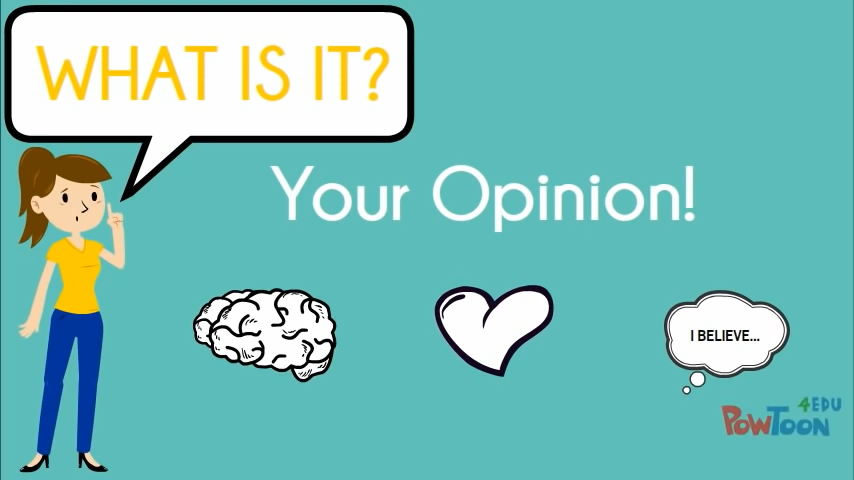 WHAT IS IT?
Your Opinion!
I BELIEVE...
4EDU
POWTOON